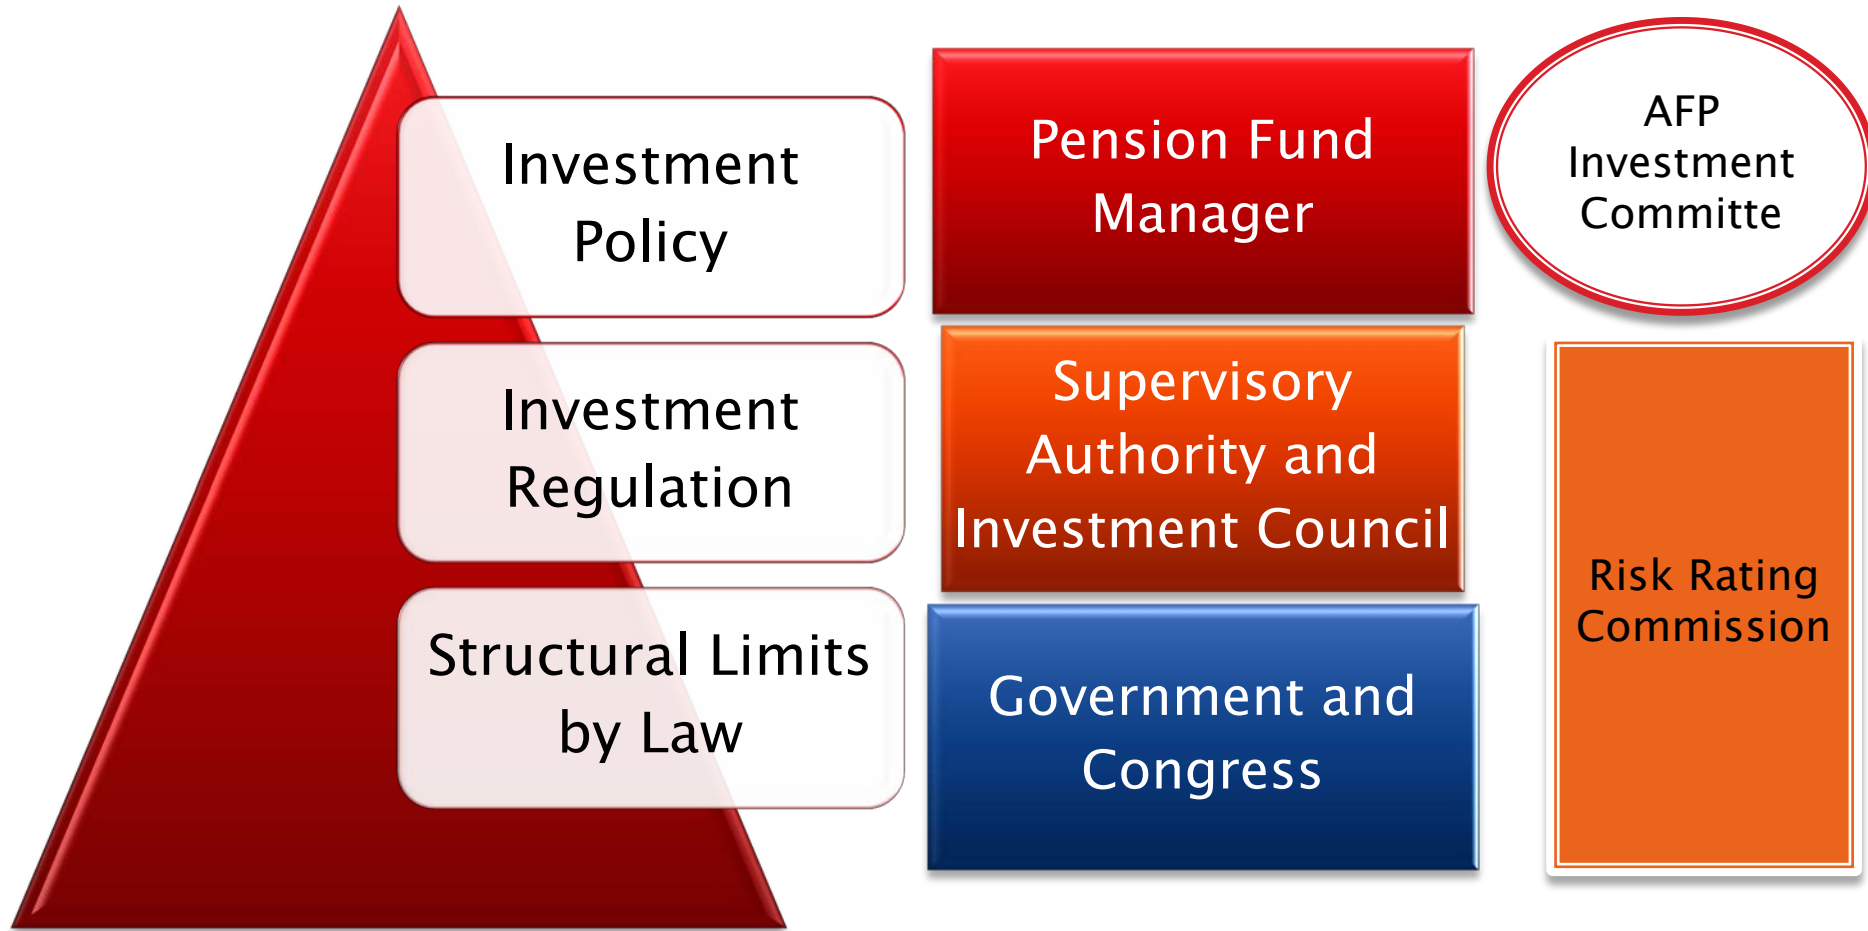 Investment
Policy
Pension Fund
Manager
AFP
Investment
Committe
Investment
Regulation
Supervisory
Authority and
Investment Council
Structural Limits
by Law
Government and
Congress
Risk Rating
Commission